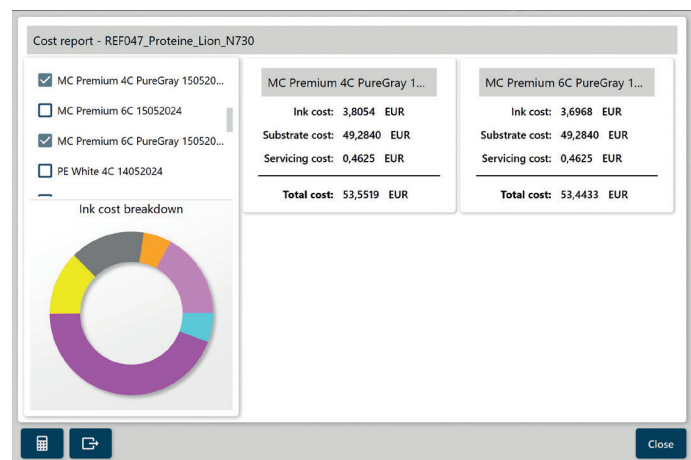 Cost report - REF047_Proteine_Lion_N730
MC Premium 4C PureGray 150520...
MC Premium 6C 15052024
MC Premium 6C PureGray 150520...
PE White 4C 14052024
Ink cost breakdown
MC Premium 4C PureGray 1...
Ink cost: 3,8054 EUR
Substrate cost: 49,2840 EUR
Servicing cost: 0,4625 EUR
Total cost: 53,5519 EUR
MC Premium 6C PureGray 1...
Ink cost: 3,6968 EUR
Substrate cost: 49,2840 EUR
Servicing cost: 0,4625 EUR
Total cost: 53,4433 EUR
Close